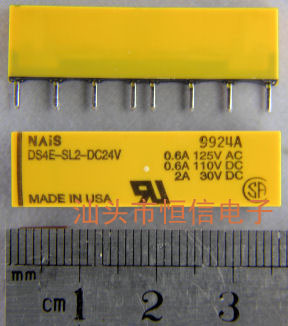 NAiS 9924A
DS4E-SL2-DC24V 0.6A 125V AC
0.6A 110V DC
2A 30V DC
MADE IN USA
汕头市恒信电子
mm
cm 1 2 3